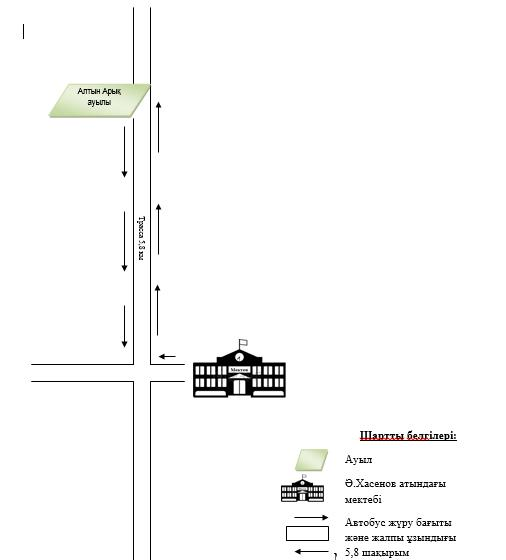 Алтын Арық
ауылы
Трасса 5,8 км
Мектеп
Шартты белгілері:
Ауыл
Ә.Хасенов атындағы
мектебі
Автобус жүру бағыты
және жалпы ұзындығы
5,8 шақырым